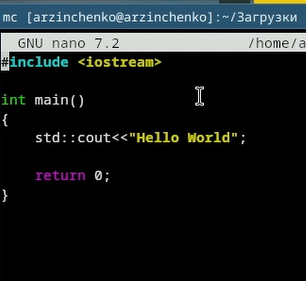 mc [arzinchenko@arzinchenko]:~/Загрузки
GNU nano 7.2 /home/a
#include <iostream>
int main()
{
std::cout<<"Hello World";
return 0;
}